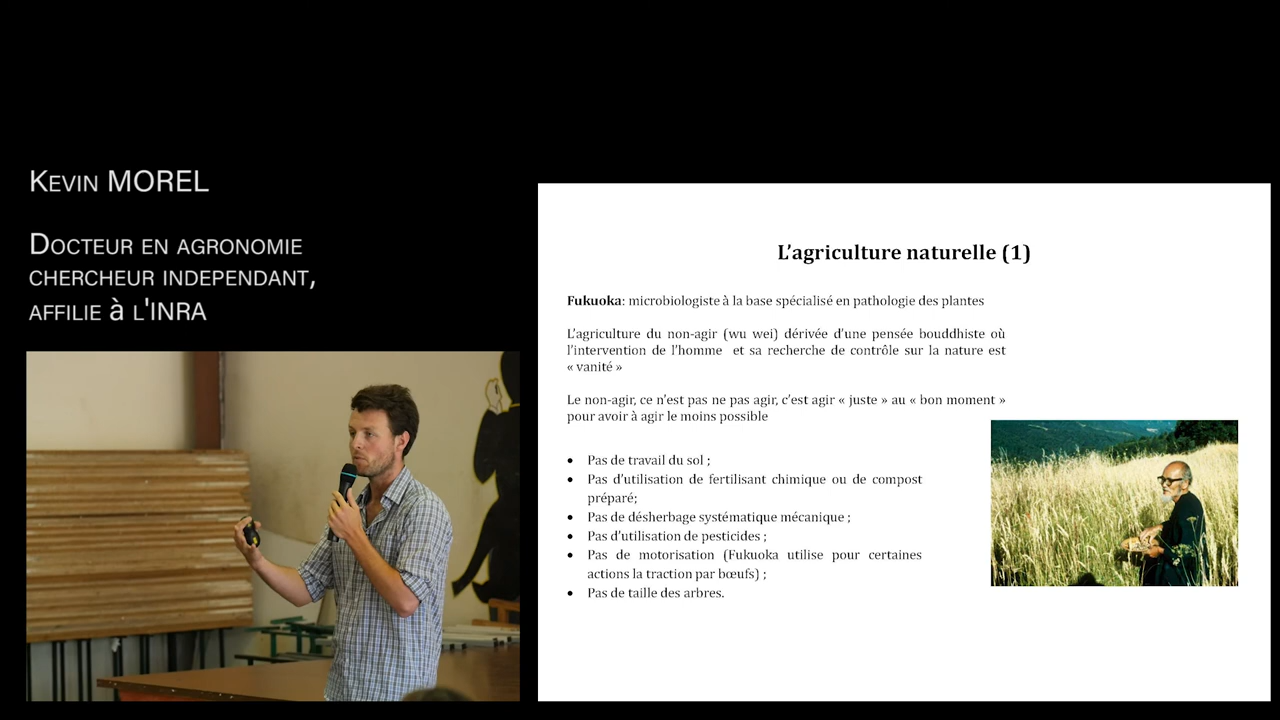 Kevin MOREL
Docteur en agronomie
chercheur independant,
affilie à l'INRA
L'agriculture naturelle (1)
Fukuoka: microbiologiste à la base spécialisé en pathologie des plantes
L'agriculture du non-agir (wu wei) dérivée d'une pensée bouddhiste où
l'intervention de l'homme et sa recherche de contrôle sur la nature est
« vanité »
Le non-agir, ce n'est pas ne pas agir, c'est agir « juste » au « bon moment »
pour avoir à agir le moins possible
• Pas de travail du sol ;
• Pas d'utilisation de fertilisant chimique ou de compost
préparé;
• Pas de désherbage systématique mécanique ;
• Pas d'utilisation de pesticides ;
• Pas de motorisation (Fukuoka utilise pour certaines
actions la traction par bœufs) ;
• Pas de taille des arbres.